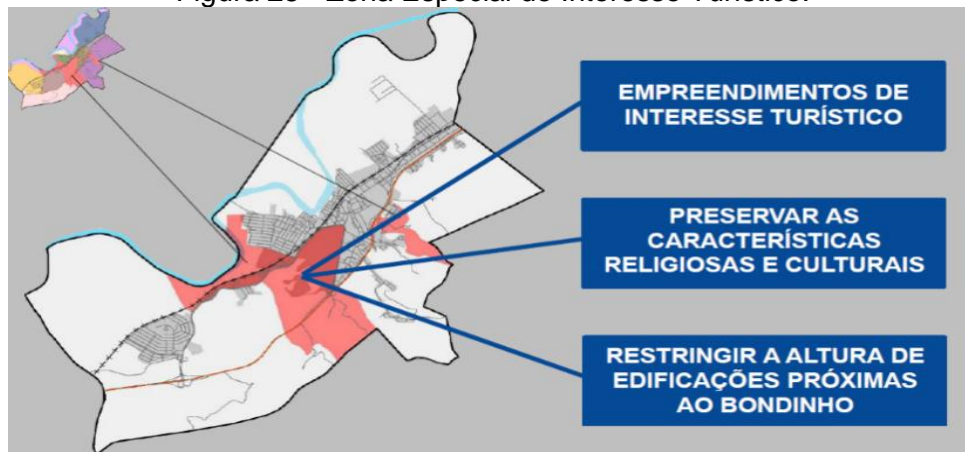 EMPREENDIMENTOS DE
INTERESSE TURÍSTICO
PRESERVAR AS
CARACTERÍSTICAS
RELIGIOSAS E CULTURAIS
RESTRINGIR A ALTURA DE
EDIFICAÇÕES PRÓXIMAS
AO BONDINHO